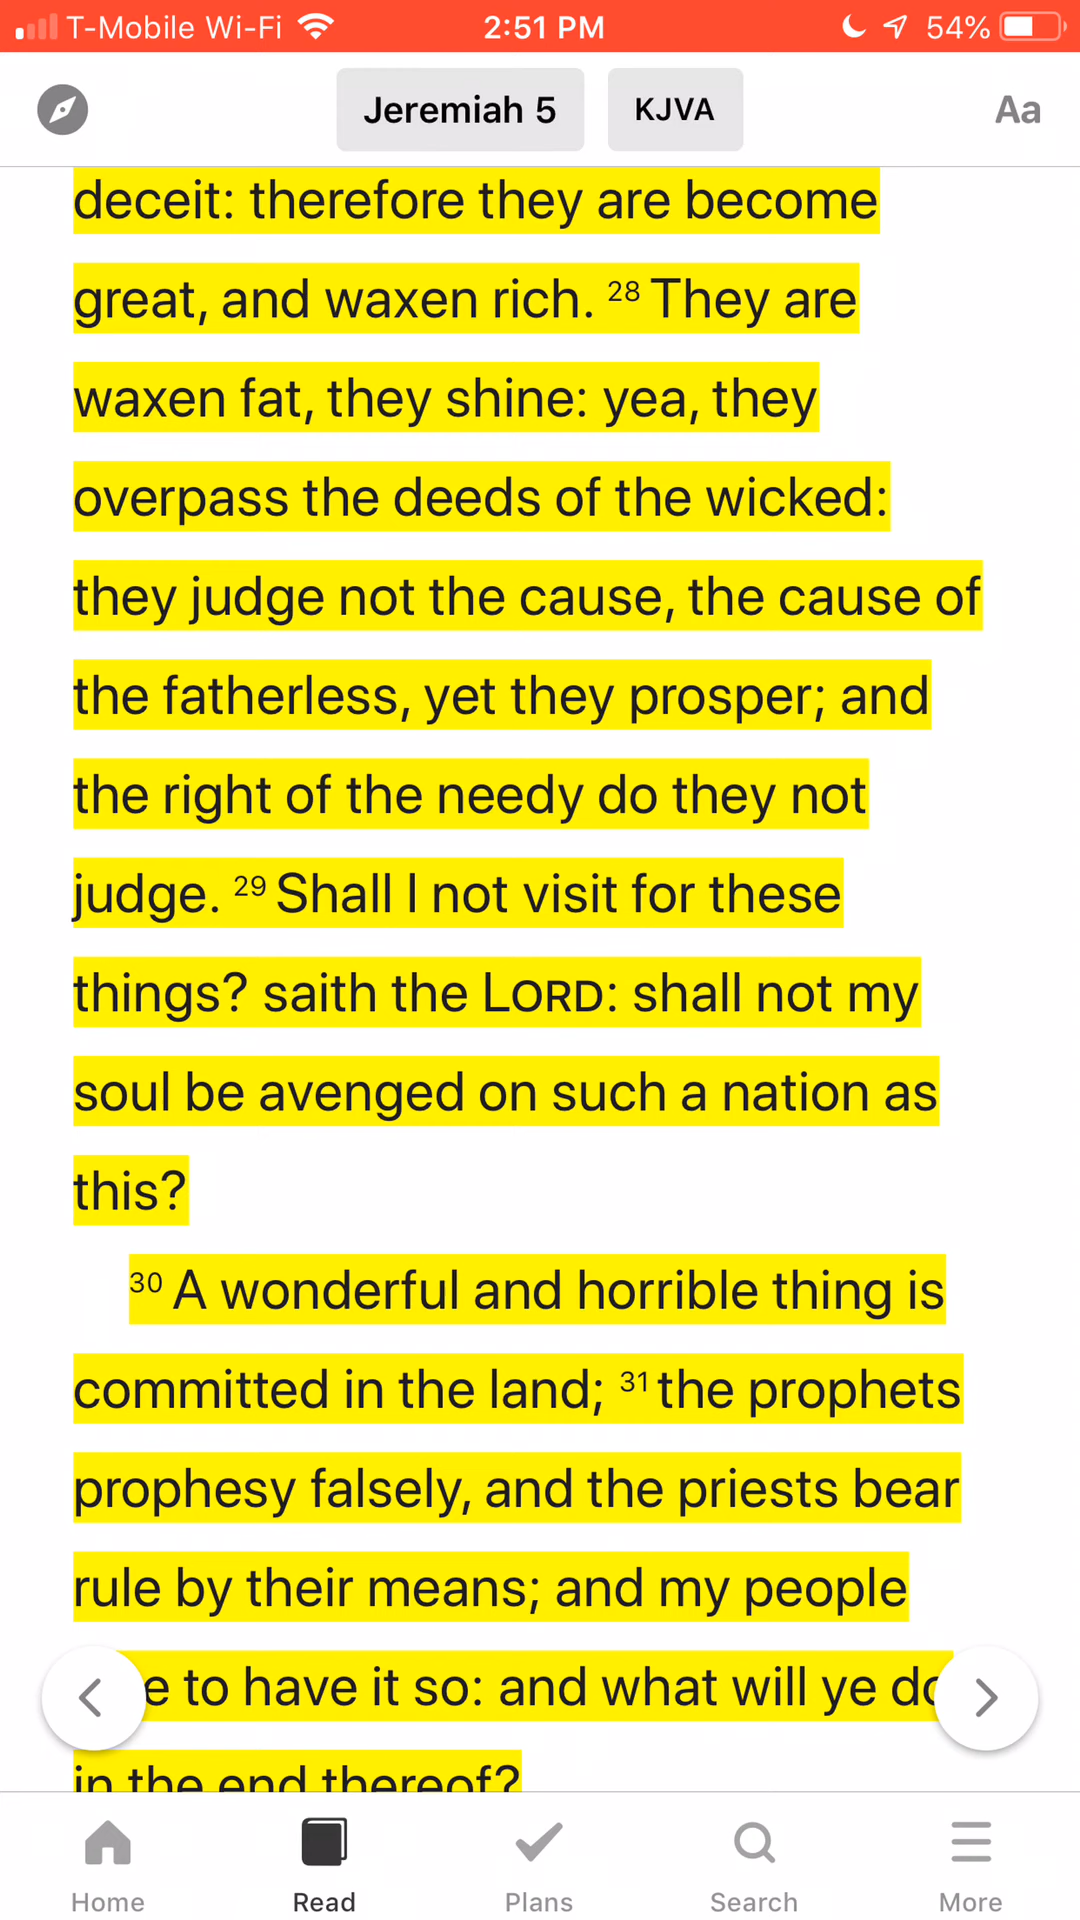 T-Mobile Wi-Fi 2:51 PM 54%
Jeremiah 5 KJVA Aa
deceit: therefore they are become
great, and waxen rich. 28 They are
waxen fat, they shine: yea, they
overpass the deeds of the wicked:
they judge not the cause, the cause of
the fatherless, yet they prosper; and
the right of the needy do they not
judge. 29 Shall I not visit for these
things? saith the LORD: shall not my
soul be avenged on such a nation as
this?
30 A wonderful and horrible thing is
committed in the land; 31 the prophets
prophesy falsely, and the priests bear
rule by their means; and my people
to have it so: and what will ye do
in the end thereof?
Home Read Plans Search More